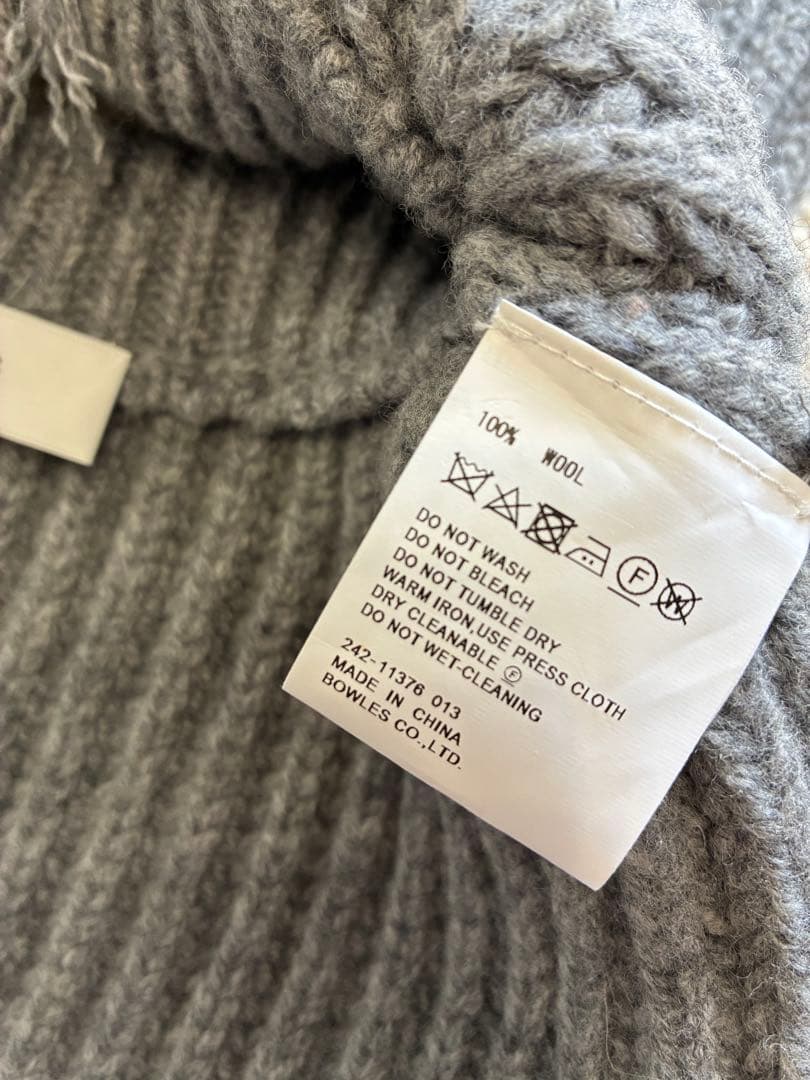 100% WOOL
F W
DO NOT WASH
DO NOT BLEACH
DO NOT TUMBLE DRY
WARM IRON,USE PRESS CLOTH
DRY CLEANABLE Ⓕ
DO NOT WET-CLEANING
242-11376 013
MADE IN CHINA
BOWLES CO.,LTD.